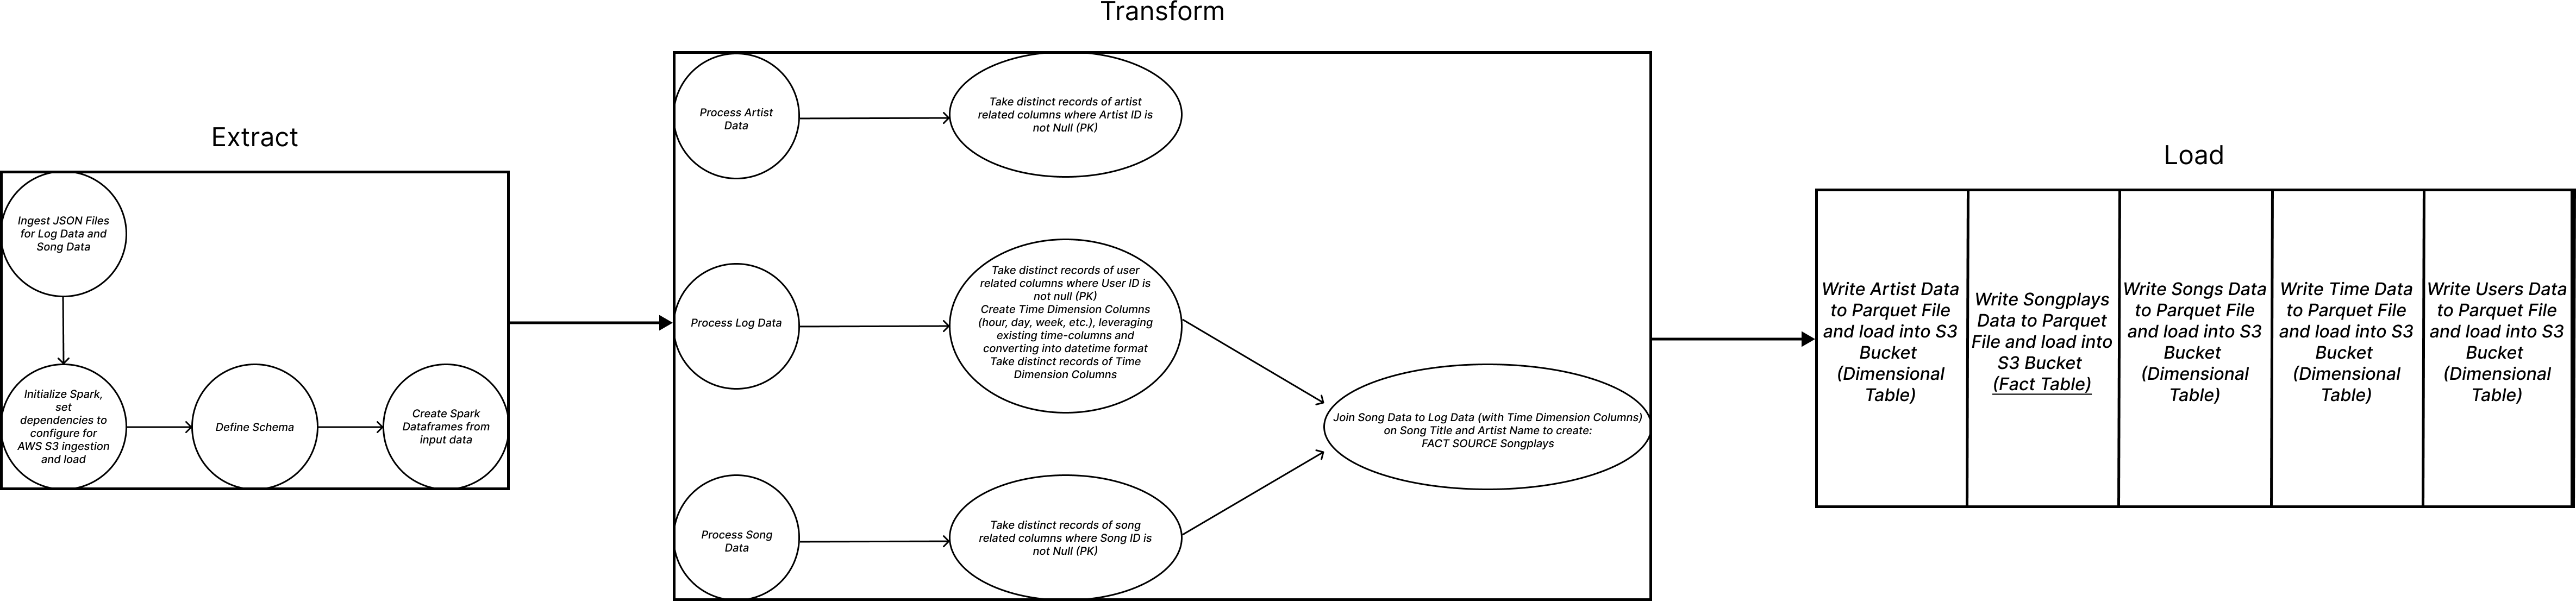 Extract
Ingest JSON Files
for Log Data and
Song Data
Initialize Spark,
set
dependencies to
configure for
AWS S3 ingestion
and load
Define Schema
Create Spark
Dataframes from
input data
Transform
Process Artist
Data
Take distinct records of artist
related columns where Artist ID is
not Null (PK)
Process Log Data
Take distinct records of user
related columns where User ID is
not null (PK)
Create Time Dimension Columns
(hour, day, week, etc.), leveraging
existing time-columns and
converting into datetime format
Take distinct records of Time
Dimension Columns
Process Song
Data
Take distinct records of song
related columns where Song ID is
not Null (PK)
Join Song Data to Log Data (with Time Dimension Columns)
on Song Title and Artist Name to create:
FACT SOURCE Songplays
Load
Write Artist Data
to Parquet File
and load into S3
Bucket
(Dimensional
Table)
Write Songplays
Data to Parquet
File and load into
S3 Bucket
(Fact Table)
Write Songs Data
to Parquet File
and load into S3
Bucket
(Dimensional
Table)
Write Time Data
to Parquet File
and load into S3
Bucket
(Dimensional
Table)
Write Users Data
to Parquet File
and load into S3
Bucket
(Dimensional
Table)